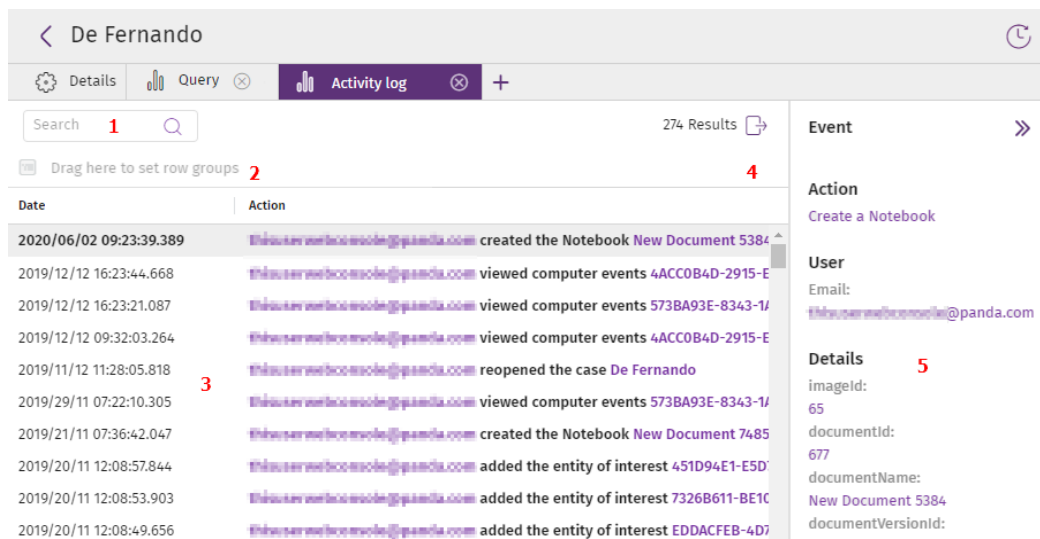 De Fernando
Details
Query
Activity log
+
Search
1
274 Results
Drag here to set row groups
2
4
Date Action
2020/06/02 09:23:39.389 created the Notebook New Document 5384
2019/12/12 16:23:44.668 viewed computer events 4ACC0B4D-2915-E
2019/12/12 16:23:21.087 viewed computer events 573BA93E-8343-1A
2019/12/12 09:32:03.264 viewed computer events 4ACC0B4D-2915-E
2019/11/12 11:28:05.818 reopened the case De Fernando
3
2019/29/11 07:22:10.305 viewed computer events 573BA93E-8343-1A
2019/21/11 07:36:42.047 created the Notebook New Document 7485
2019/20/11 12:08:57.844 added the entity of interest 451D94E1-E5D7
2019/20/11 12:08:53.903 added the entity of interest 7326B611-BE10
2019/20/11 12:08:49.656 added the entity of interest EDDACFEB-4D7
Event
Action
Create a Notebook
User
Email:
@panda.com
Details
5
imageId:
65
documentId:
677
documentName:
New Document 5384
documentVersionId: